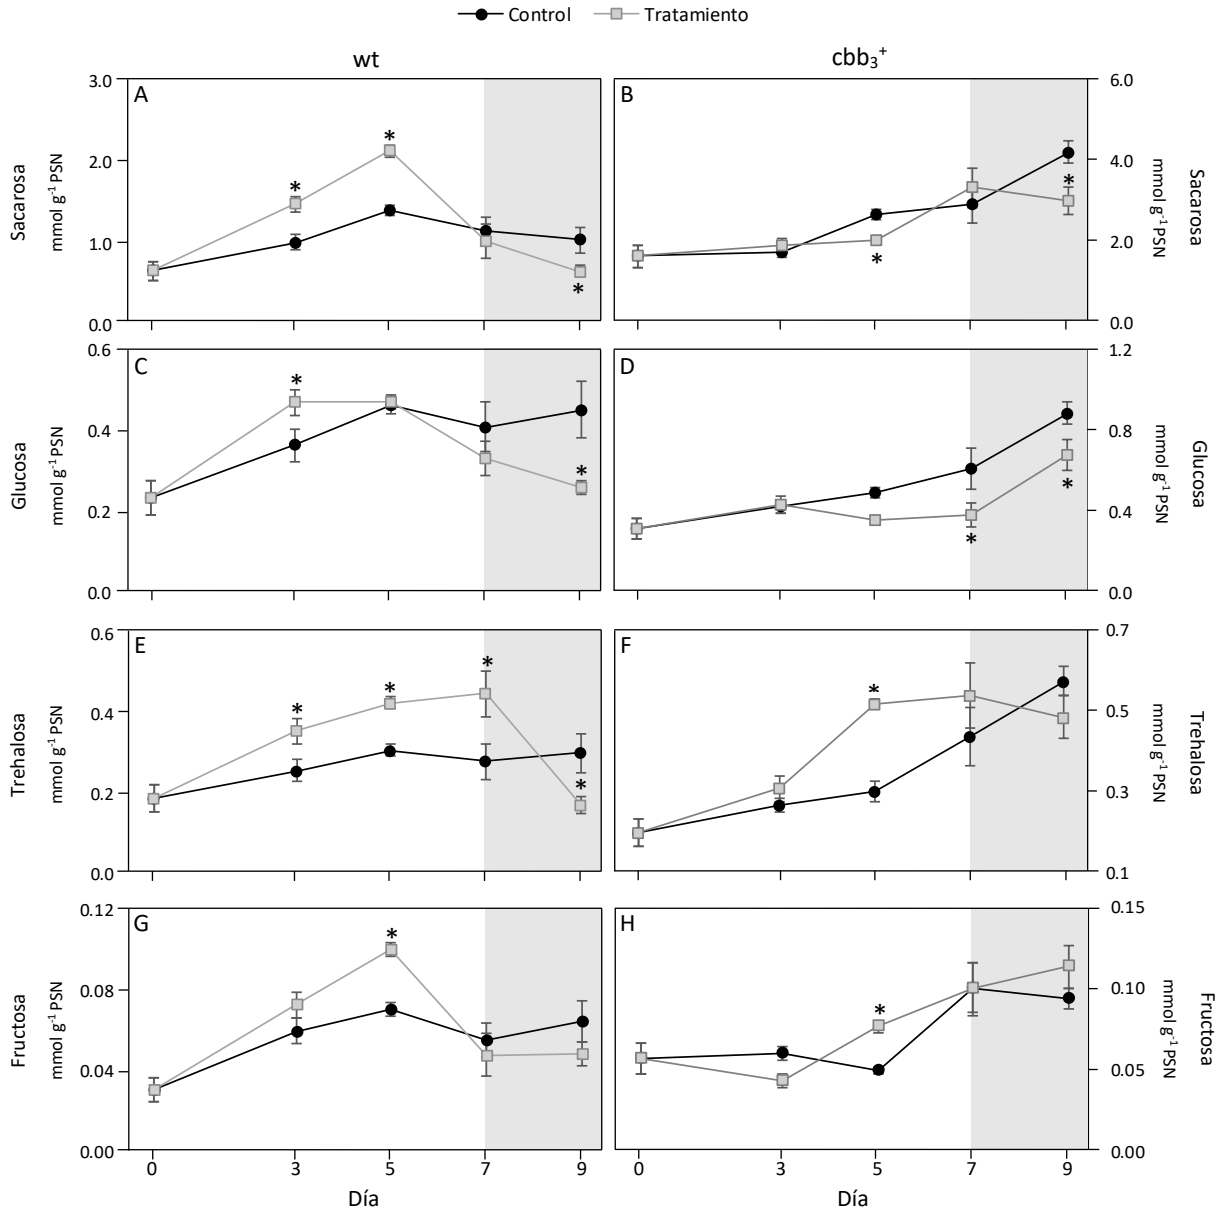 Control Tratamiento
wt cbb₃⁺
3.0 A B 6.0
* *
2.0 4.0
* *
1.0 2.0
* *
0.0 0.0
Sacarosa
mmol g⁻¹ PSN
mmol g⁻¹ PSN
Sacarosa
0.6 C D 1.2
*
0.4 0.8
* *
0.2 0.4
*
0.0 0.0
Glucosa
mmol g⁻¹ PSN
mmol g⁻¹ PSN
Glucosa
0.6 E F 0.7
* * * *
0.4 0.5
*
0.2 0.3
0.0 0.1
Trehalosa
mmol g⁻¹ PSN
mmol g⁻¹ PSN
Trehalosa
0.12 G H 0.15
* *
0.08 0.10
0.04 0.05
0.00 0.00
Fructosa
mmol g⁻¹ PSN
mmol g⁻¹ PSN
Fructosa
0 3 5 7 9 0 3 5 7 9
Día Día